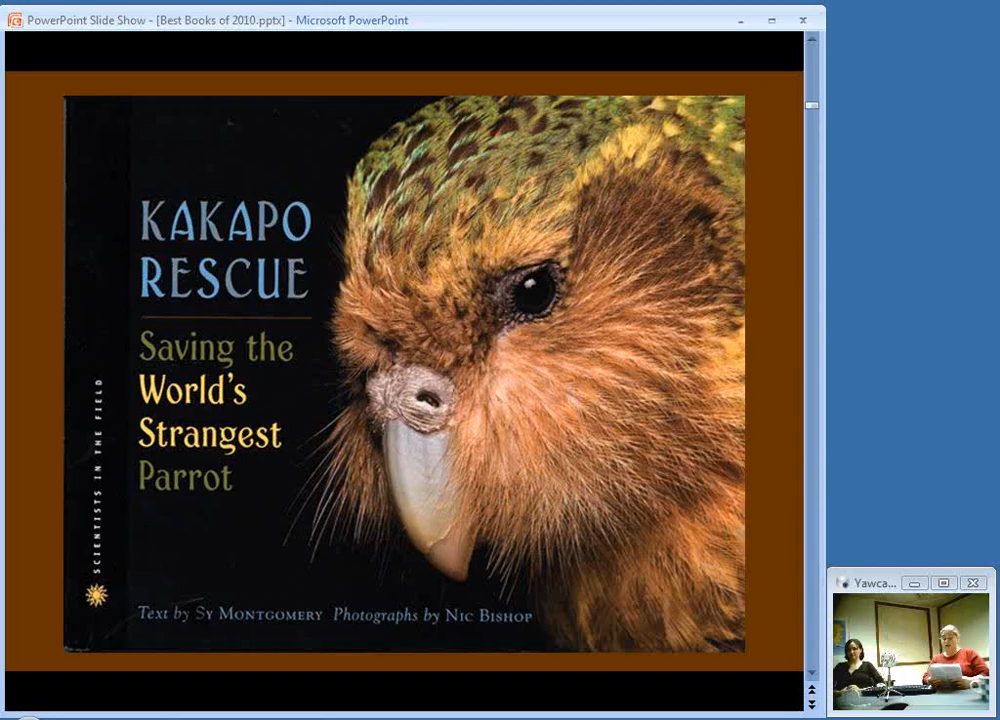 PowerPoint Slide Show - [Best Books of 2010.pptx] - Microsoft PowerPoint
KAKAPO
RESCUE
Saving the
World's
Strangest
Parrot
SCIENTISTS IN THE FIELD
Text by SY MONTGOMERY Photographs by NIC BISHOP
Yawca...